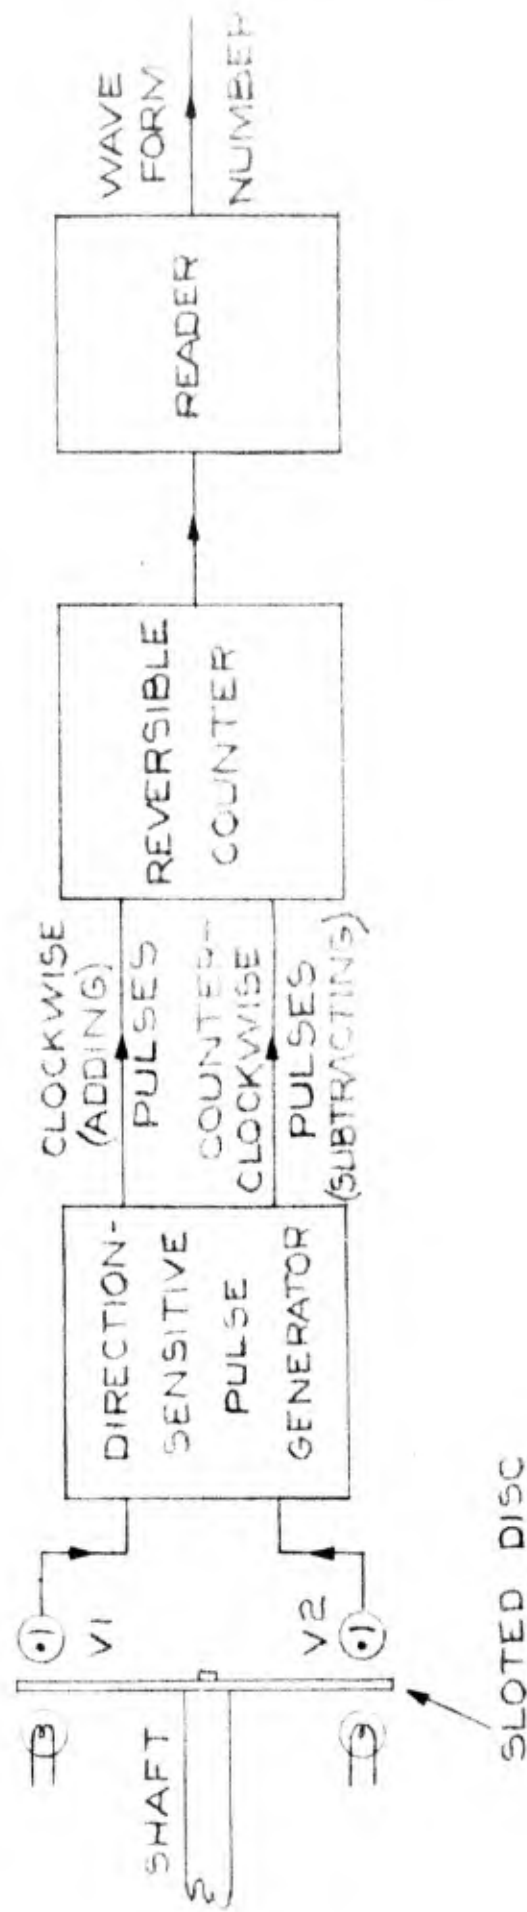 SHAFT
V1
V2
SLOTED DISC
DIRECTION-
SENSITIVE
PULSE
GENERATOR
CLOCKWISE
(ADDING)
PULSES
COUNTER-
CLOCKWISE
PULSES
(SUBTRACTING)
REVERSIBLE
COUNTER
READER
WAVE
FORM
NUMBER